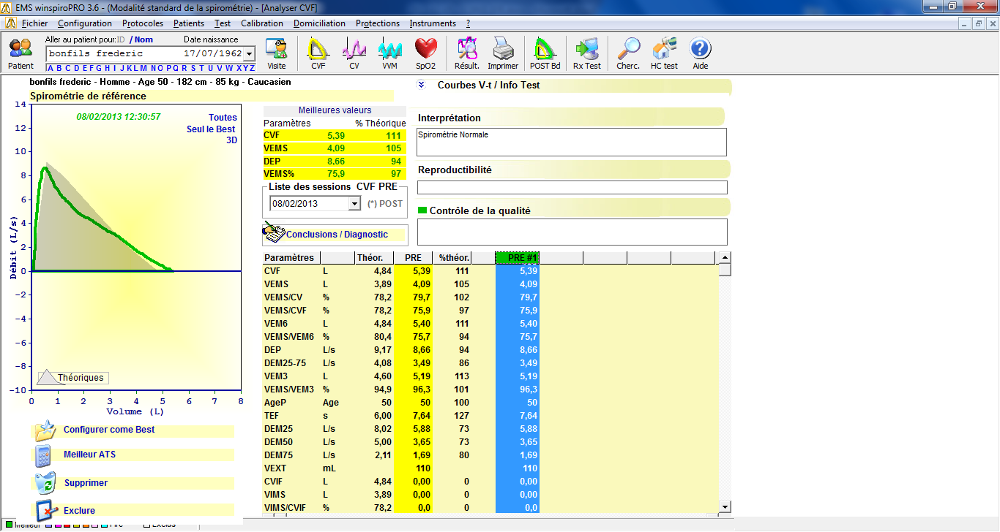 EMS winspiroPRO 3.6 - (Modalité standard de la spirométrie) - [Analyser CVF]
Fichier Configuration Protocoles Patients Test Calibration Domiciliation Protections Instruments ?
Aller au patient pour: ID / Nom Date naissance
bonfils frederic 17/07/1962
A B C D E F G H I J K L M N O P Q R S T U V W X Y Z
Patient Visite CVF CV VVM SpO2 Résult. Imprimer POST Bd Rx Test Cherc. HC test Aide
bonfils frederic - Homme - Age 50 - 182 cm - 85 kg - Caucasien
Spirométrie de référence
08/02/2013 12:30:57
Toutes
Seul le Best
3D
14
12
10
8
6
4
2
0
-2
-4
-6
-8
-10
Débit (L/s)
Théoriques
0 1 2 3 4 5 6 7 8
Volume (L)
Configurer come Best
Meilleur ATS
Supprimer
Exclure
Meilleures valeurs
Paramètres % Théorique
CVF 5,39 111
VEMS 4,09 105
DEP 8,66 94
VEMS% 75,9 97
Liste des sessions CVF PRE
08/02/2013 (*) POST
Conclusions / Diagnostic
Courbes V-t / Info Test
Interprétation
Spirométrie Normale
Reproductibilité
Contrôle de la qualité
Paramètres Théor. PRE %théor. PRE #1
CVF L 4,84 5,39 111 5,39
VEMS L 3,89 4,09 105 4,09
VEMS/CV % 78,2 79,7 102 79,7
VEMS/CVF % 78,2 75,9 97 75,9
VEM6 L 4,84 5,40 111 5,40
VEMS/VEM6 % 80,4 75,7 94 75,7
DEP L/s 9,17 8,66 94 8,66
DEM25-75 L/s 4,08 3,49 86 3,49
VEM3 L 4,60 5,19 113 5,19
VEMS/VEM3 % 94,9 96,3 101 96,3
AgeP Age 50 50 100 50
TEF s 6,00 7,64 127 7,64
DEM25 L/s 8,02 5,88 73 5,88
DEM50 L/s 5,00 3,65 73 3,65
DEM75 L/s 2,11 1,69 80 1,69
VEXT mL 110 110
CVIF L 4,84 0,00 0 0,00
VIMS L 3,89 0,00 0 0,00
VIMS/CVIF % 78,2 0,0 0 0,0
Meilleur Pire Exclus